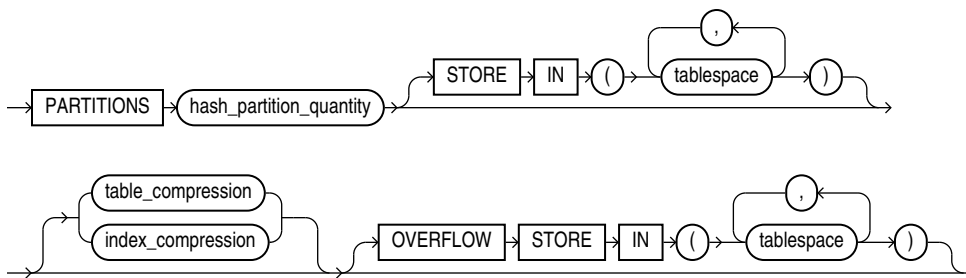 ,
STORE IN ( tablespace )
PARTITIONS hash_partition_quantity
table_compression
,
index_compression
OVERFLOW STORE IN ( tablespace )